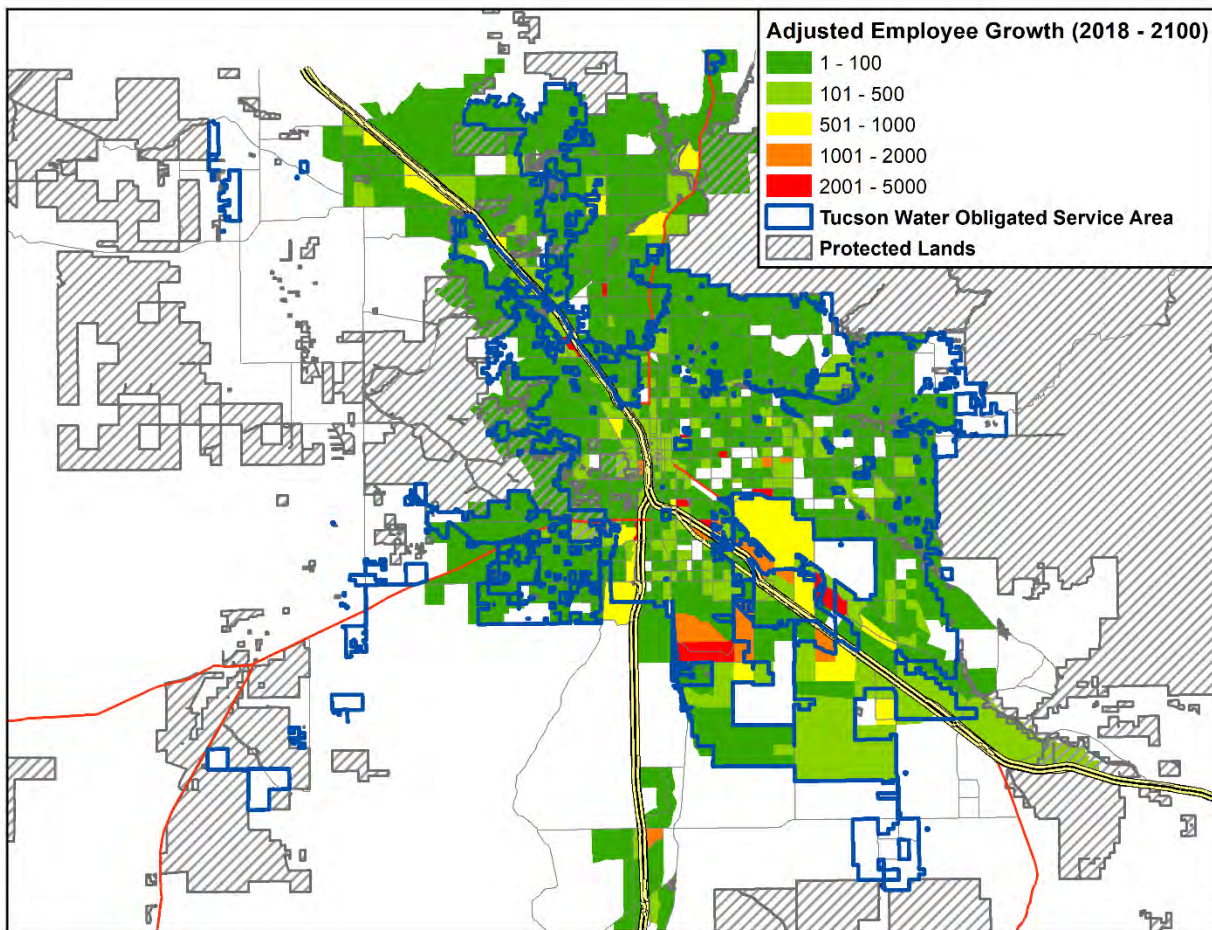 Adjusted Employee Growth (2018 - 2100)
1 - 100
101 - 500
501 - 1000
1001 - 2000
2001 - 5000
Tucson Water Obligated Service Area
Protected Lands